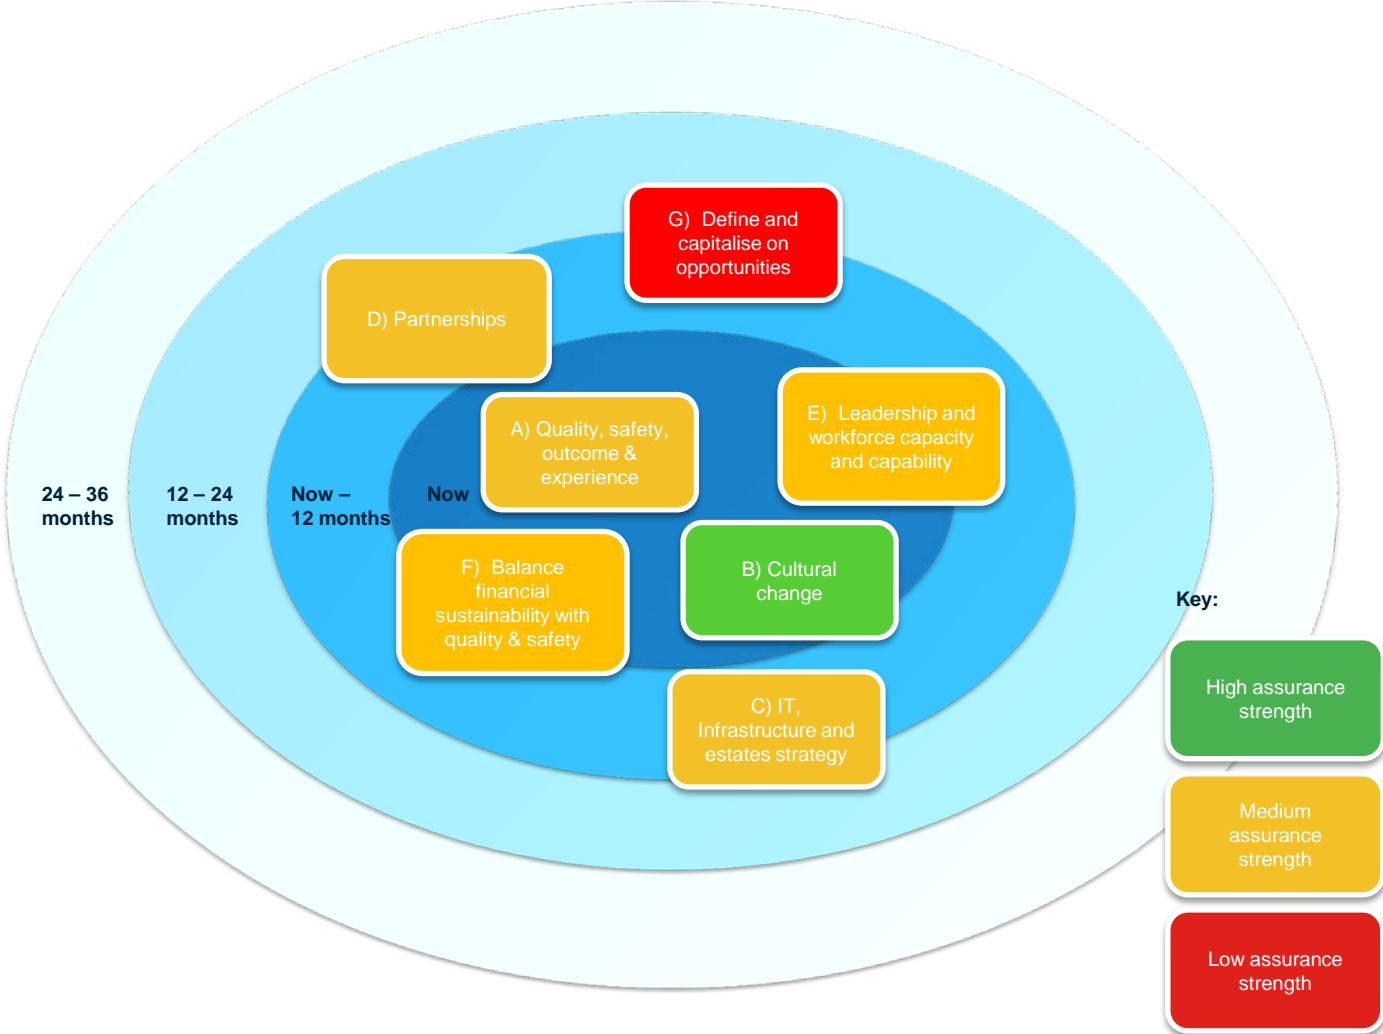 G)  Define and
capitalise on
opportunities
D) Partnerships
A) Quality, safety,
outcome &
experience
E)  Leadership and
workforce capacity
and capability
24 – 36
months
12 – 24
months
Now –
12 months
Now
F)  Balance
financial
sustainability with
quality & safety
B) Cultural
change
C) IT,
Infrastructure and
estates strategy
Key:
High assurance
strength
Medium
assurance
strength
Low assurance
strength